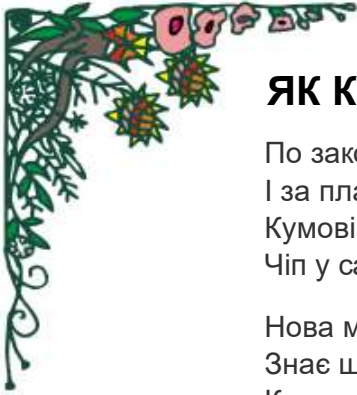 ЯК К
По зако
І за пла
Кумові
Чіп у са
Нова м
Знає щ